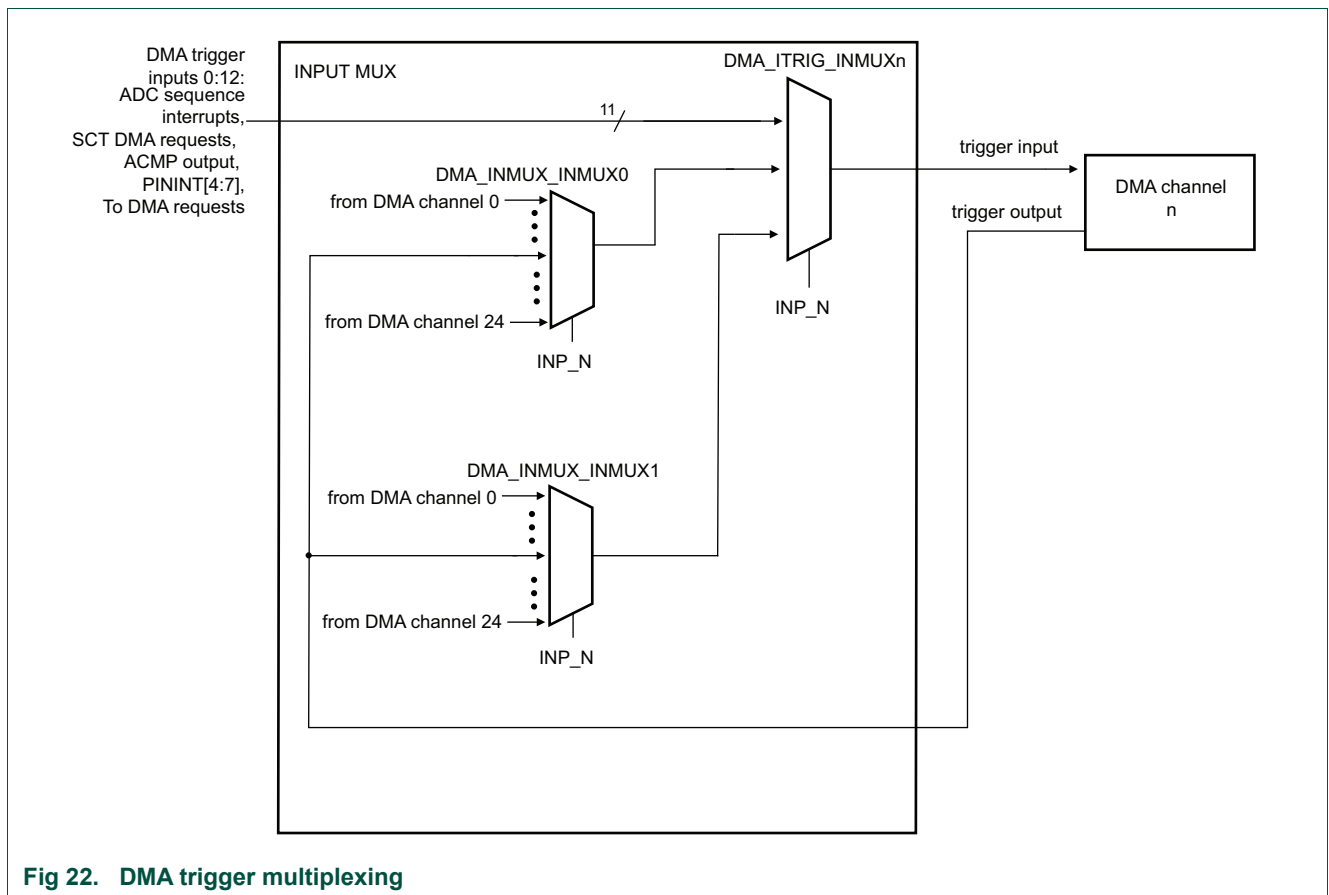 DMA trigger
inputs 0:12:
ADC sequence
interrupts,
SCT DMA requests,
ACMP output,
PININT[4:7],
To DMA requests
INPUT MUX
DMA_ITRIG_INMUXn
11
DMA_INMUX_INMUX0
from DMA channel 0
from DMA channel 24
INP_N
INP_N
trigger input
trigger output
DMA channel
n
DMA_INMUX_INMUX1
from DMA channel 0
from DMA channel 24
INP_N
Fig 22. DMA trigger multiplexing